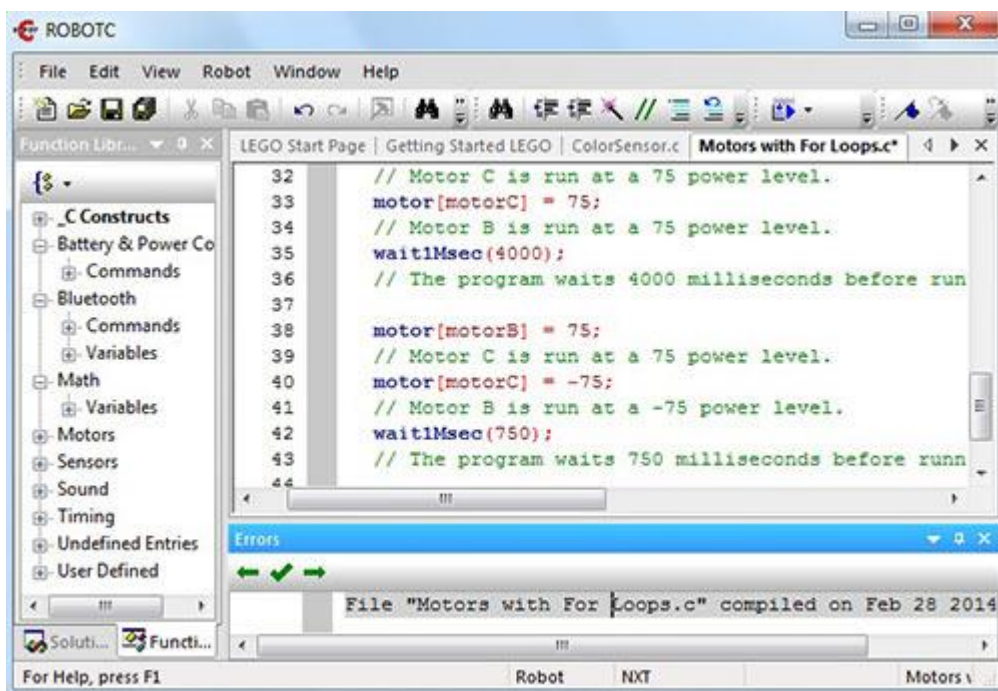 ROBOTC
File Edit View Robot Window Help
Function Libr...
LEGO Start Page | Getting Started LEGO | ColorSensor.c | Motors with For Loops.c*
_C Constructs
Battery & Power Co
Commands
Bluetooth
Commands
Variables
Math
Variables
Motors
Sensors
Sound
Timing
Undefined Entries
User Defined
Soluti... Functi...
32 // Motor C is run at a 75 power level.
33 motor[motorC] = 75;
34 // Motor B is run at a 75 power level.
35 wait1Msec(4000);
36 // The program waits 4000 milliseconds before run
37
38 motor[motorB] = 75;
39 // Motor C is run at a 75 power level.
40 motor[motorC] = -75;
41 // Motor B is run at a -75 power level.
42 wait1Msec(750);
43 // The program waits 750 milliseconds before runn
44
Errors
File "Motors with For Loops.c" compiled on Feb 28 2014
For Help, press F1 Robot NXT Motors